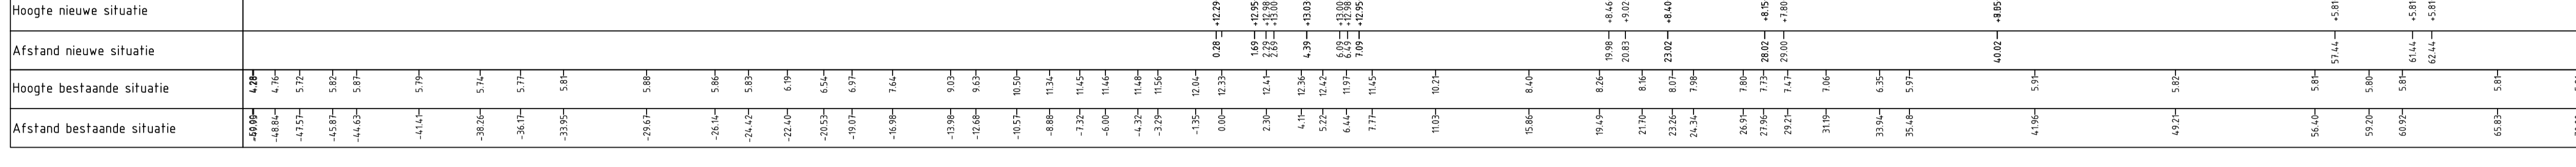 Hoogte nieuwe situatie +12.29 +12.95 +12.98 +13.00 +13.03 +13.00 +12.98 +12.95 +8.46 +9.02 +8.40 +8.15 +7.80 +5.81 +5.81 +5.81
Afstand nieuwe situatie 0.28 1.69 2.29 2.69 4.39 6.09 6.49 7.09 19.98 20.83 23.02 28.02 29.00 40.02 57.44 61.44 62.44
Hoogte bestaande situatie 4.28 4.76 5.72 5.82 5.87 5.79 5.74 5.77 5.81 5.88 5.86 5.83 6.19 6.54 6.97 7.64 9.03 9.63 10.50 11.34 11.45 11.46 11.48 11.56 12.04 12.33 12.41 12.36 12.42 11.97 11.45 10.21 8.40 8.26 8.16 8.07 7.98 7.80 7.73 7.47 7.06 6.35 5.97 5.91 5.82 5.81 5.80 5.81 5.81
Afstand bestaande situatie -48.84 -47.57 -45.87 -44.63 -41.41 -38.26 -36.17 -33.95 -29.67 -26.14 -24.42 -22.40 -20.53 -19.07 -16.98 -13.98 -12.68 -10.57 -8.88 -7.32 -6.00 -4.32 -3.29 -1.35 0.00 2.30 4.11 5.22 6.44 7.77 11.03 15.86 19.49 21.70 23.26 24.34 26.91 27.96 29.21 31.19 33.94 35.48 41.96 49.21 56.40 59.20 60.92 65.83